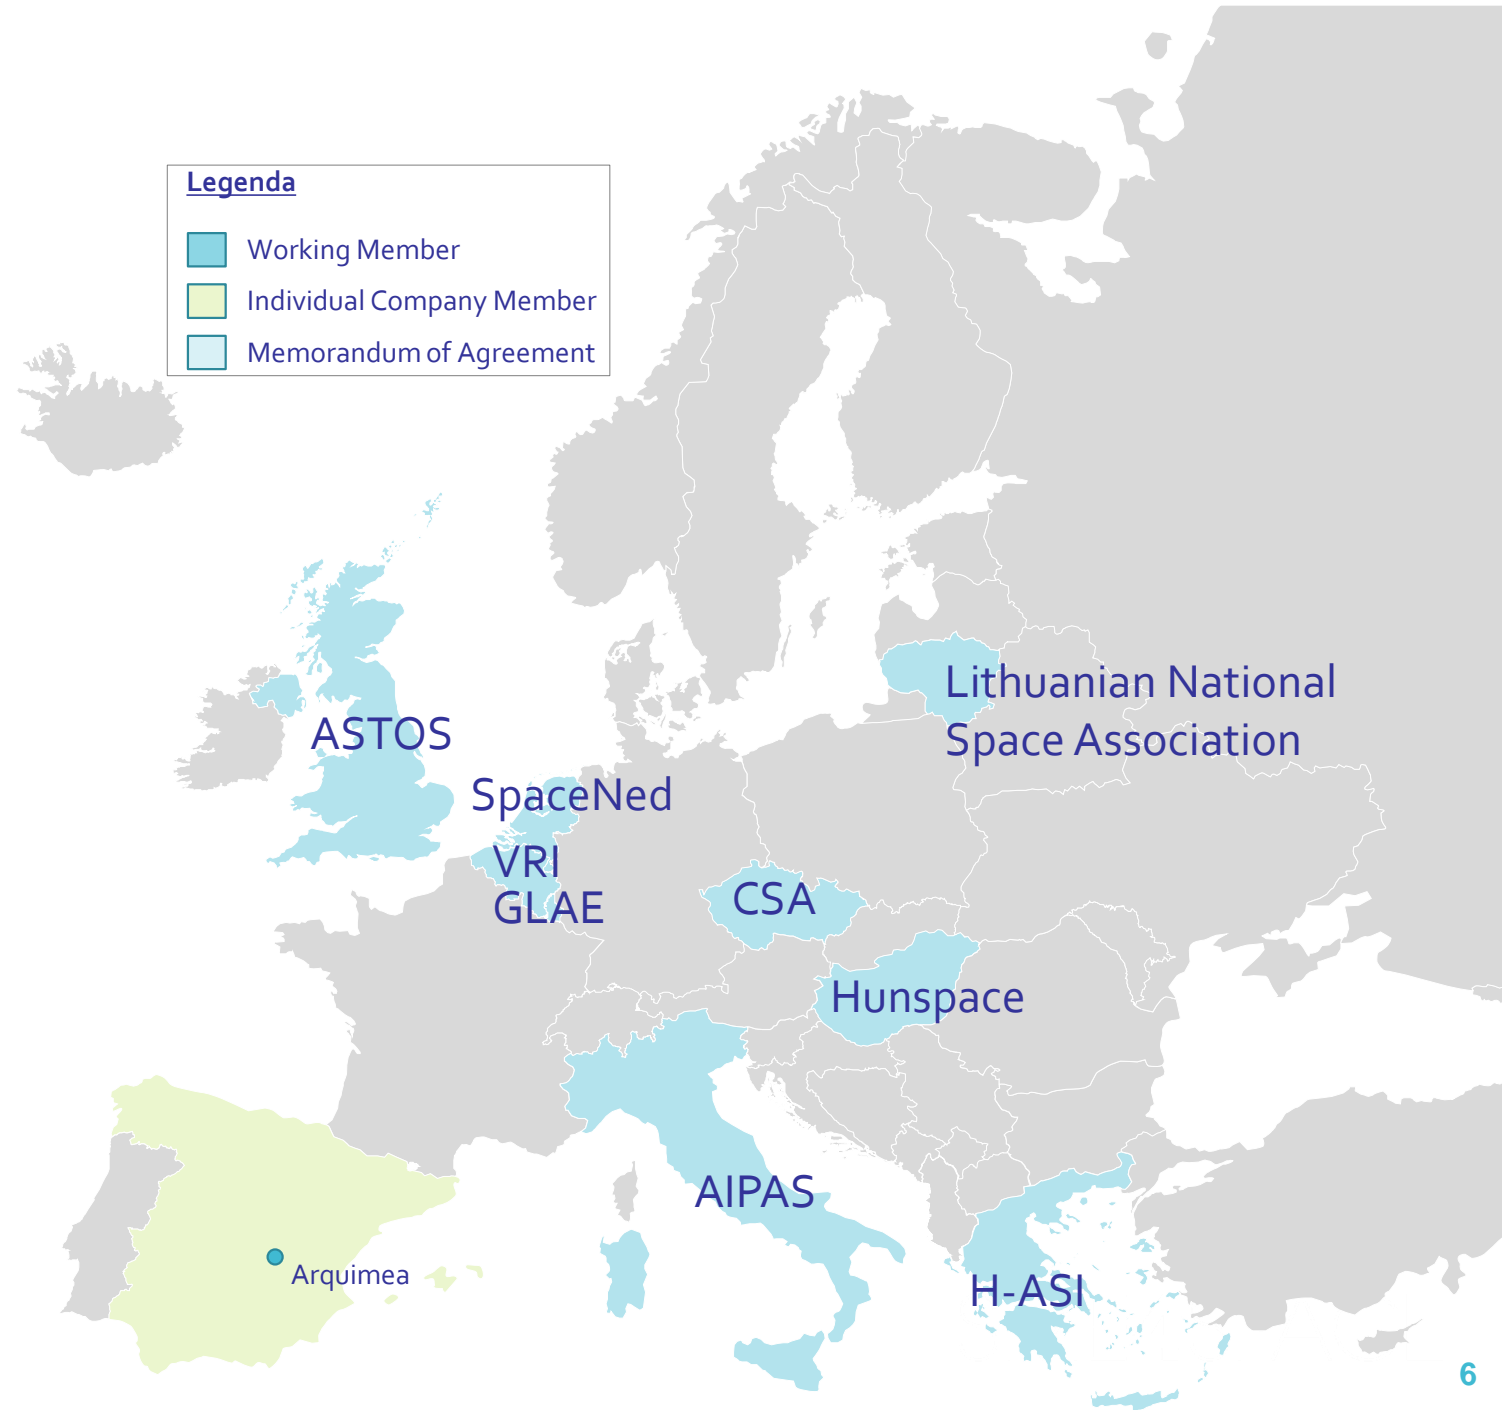 Legenda
Working Member
Individual Company Member
Memorandum of Agreement
Lithuanian National
Space Association
ASTOS
SpaceNed
VRI
GLAE
CSA
Hunspace
AIPAS
Arquimea
H-ASI
6